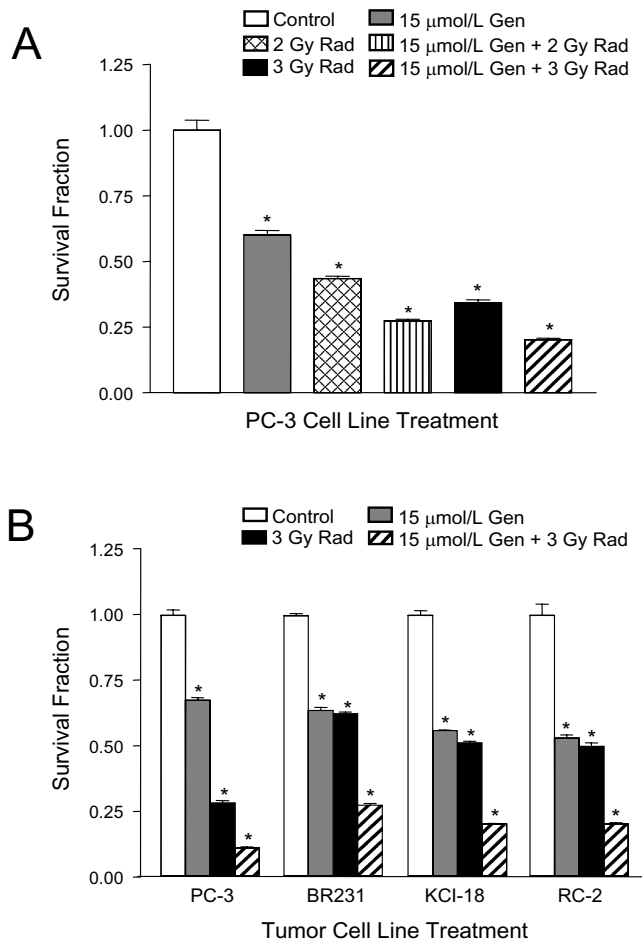 A
Control
15 μmol/L Gen
2 Gy Rad
15 μmol/L Gen + 2 Gy Rad
3 Gy Rad
15 μmol/L Gen + 3 Gy Rad
1.25
1.00
0.75
0.50
0.25
0.00
Survival Fraction
*
*
*
*
*
PC-3 Cell Line Treatment
B
Control
15 μmol/L Gen
3 Gy Rad
15 μmol/L Gen + 3 Gy Rad
1.25
1.00
0.75
0.50
0.25
0.00
Survival Fraction
*
*
*
*
*
*
*
*
*
*
*
*
PC-3 BR231 KCI-18 RC-2
Tumor Cell Line Treatment